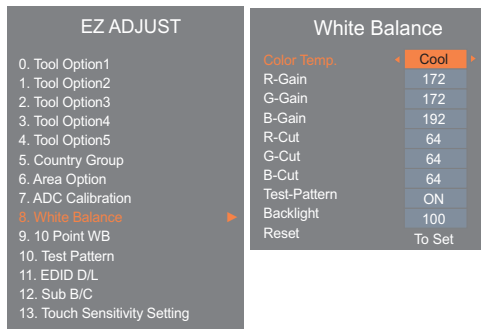 EZ ADJUST
0. Tool Option1
1. Tool Option2
2. Tool Option3
3. Tool Option4
4. Tool Option5
5. Country Group
6. Area Option
7. ADC Calibration
8. White Balance
9. 10 Point WB
10. Test Pattern
11. EDID D/L
12. Sub B/C
13. Touch Sensitivity Setting
White Balance
Color Temp. Cool
R-Gain 172
G-Gain 172
B-Gain 192
R-Cut 64
G-Cut 64
B-Cut 64
Test-Pattern ON
Backlight 100
Reset To Set